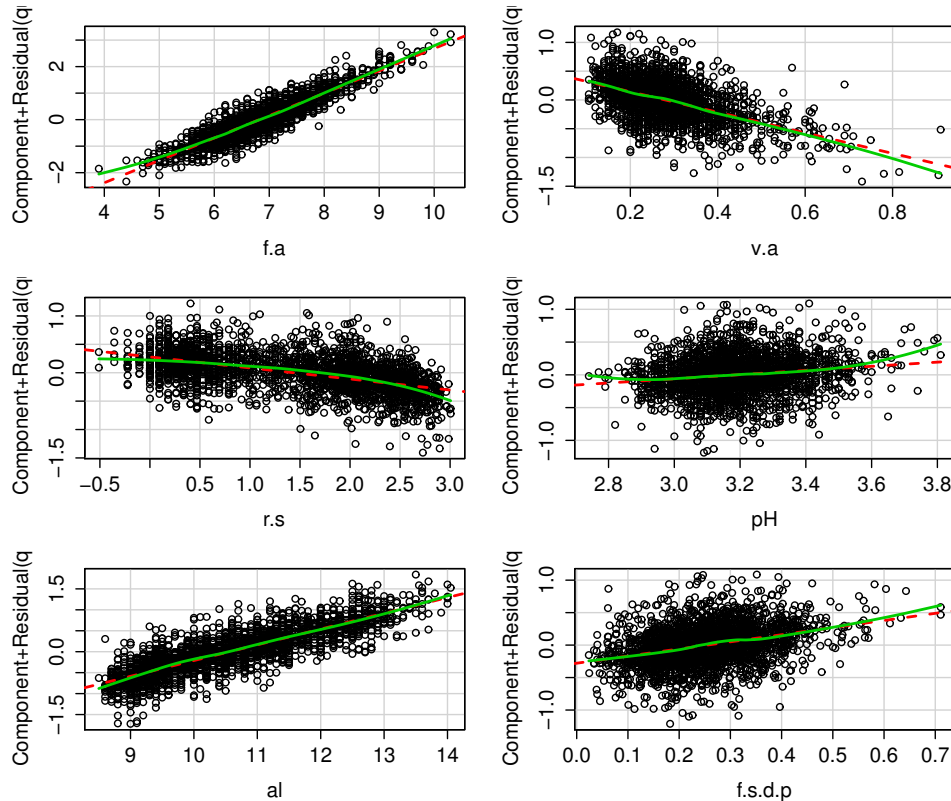 Component+Residual(q
2
0
2
4 5 6 7 8 9 10
f.a
Component+Residual(q
1.0
0.0
−1.5
0.2 0.4 0.6 0.8
v.a
Component+Residual(q
1.0
0.0
−1.5
−0.5 0.5 1.0 1.5 2.0 2.5 3.0
r.s
Component+Residual(q
1.0
0.0
−1.0
2.8 3.0 3.2 3.4 3.6 3.8
pH
Component+Residual(q
1.5
0.0
−1.5
9 10 11 12 13 14
al
Component+Residual(q
1.0
0.0
−1.0
0.0 0.1 0.2 0.3 0.4 0.5 0.6 0.7
f.s.d.p